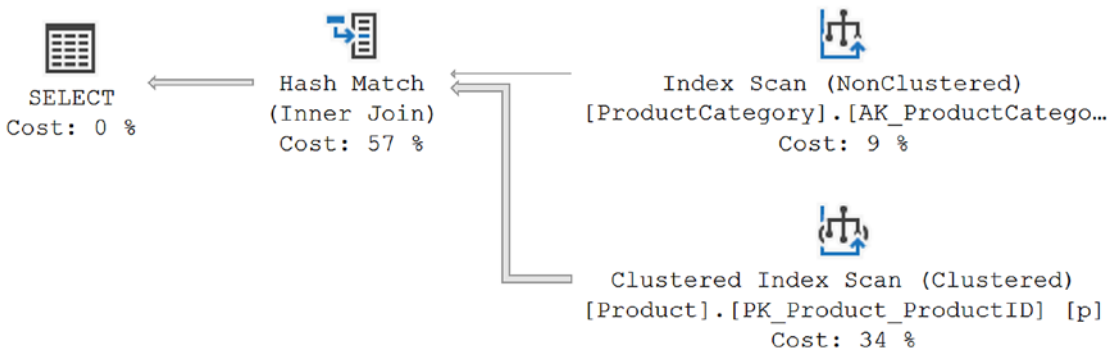 SELECT
Cost: 0 %
Hash Match
(Inner Join)
Cost: 57 %
Index Scan (NonClustered)
[ProductCategory].[AK_ProductCatego…
Cost: 9 %
Clustered Index Scan (Clustered)
[Product].[PK_Product_ProductID] [p]
Cost: 34 %